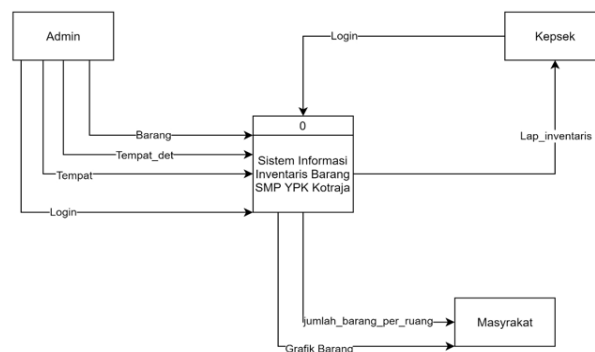 Admin
Login
Kepsek
0
Barang
Tempat_det
Tempat
Login
Sistem Informasi
Inventaris Barang
SMP YPK Kotraja
Lap_inventaris
jumlah_barang_per_ruang
Masyrakat
Grafik Barang